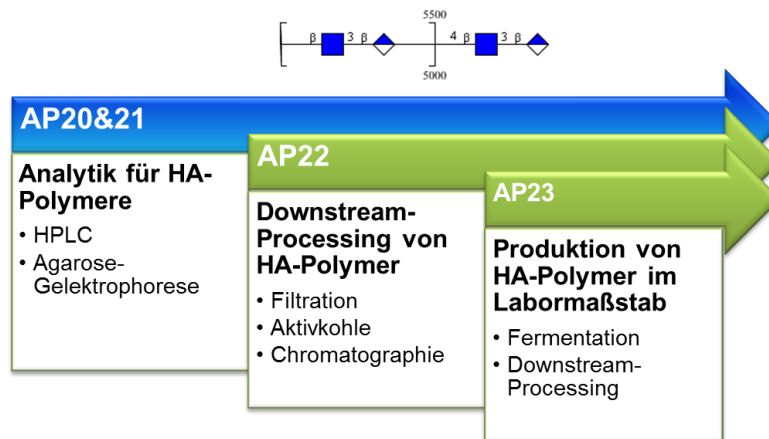 5500
β 3 β 4 β 3 β
5000
AP20&21
Analytik für HA-
Polymere
• HPLC
• Agarose-
Gelektrophorese
AP22
Downstream-
Processing von
HA-Polymer
• Filtration
• Aktivkohle
• Chromatographie
AP23
Produktion von
HA-Polymer im
Labormaßstab
• Fermentation
• Downstream-
Processing